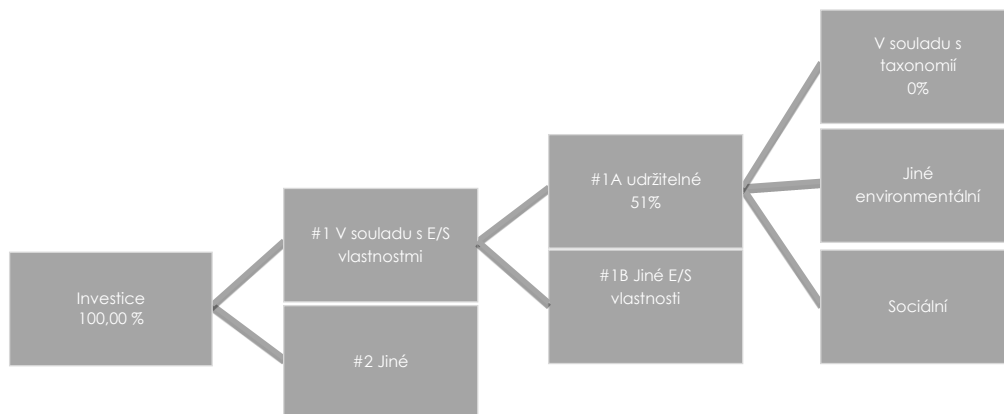 Investice
100,00 %
#1 V souladu s E/S
vlastnostmi
#2 Jiné
#1A udržitelné
51%
#1B Jiné E/S
vlastnosti
V souladu s
taxonomií
0%
Jiné
environmentální
Sociální